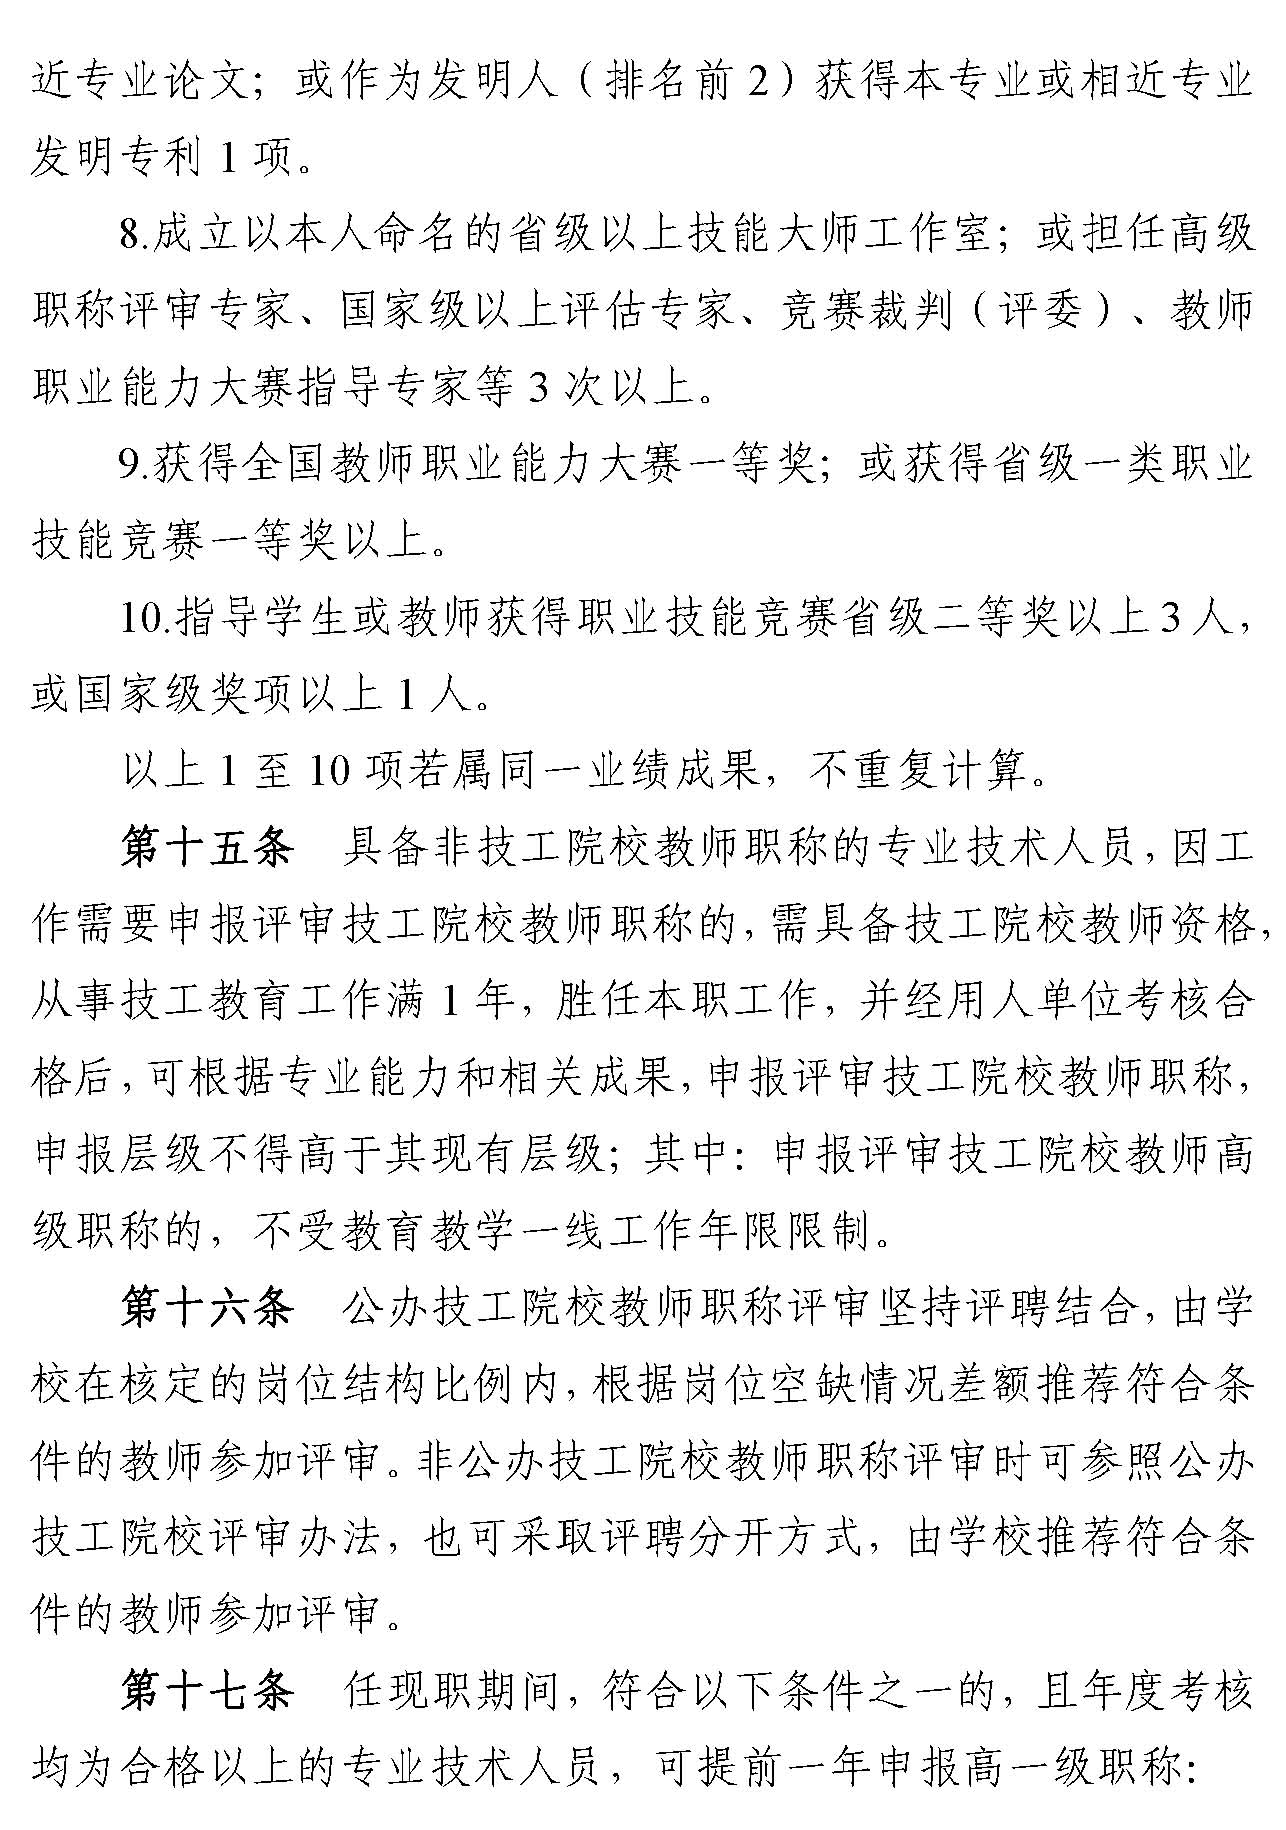 近专业论文；或作为发明人（排名前 2）获得本专业或相近专业
发明专利 1 项。
8.成立以本人命名的省级以上技能大师工作室；或担任高级
职称评审专家、国家级以上评估专家、竞赛裁判（评委）、教师
职业能力大赛指导专家等 3 次以上。
9.获得全国教师职业能力大赛一等奖；或获得省级一类职业
技能竞赛一等奖以上。
10.指导学生或教师获得职业技能竞赛省级二等奖以上 3 人，
或国家级奖项以上 1 人。
以上 1 至 10 项若属同一业绩成果，不重复计算。
第十五条　具备非技工院校教师职称的专业技术人员，因工
作需要申报评审技工院校教师职称的，需具备技工院校教师资格，
从事技工教育工作满 1 年，胜任本职工作，并经用人单位考核合
格后，可根据专业能力和相关成果，申报评审技工院校教师职称，
申报层级不得高于其现有层级；其中：申报评审技工院校教师高
级职称的，不受教育教学一线工作年限限制。
第十六条　公办技工院校教师职称评审坚持评聘结合，由学
校在核定的岗位结构比例内，根据岗位空缺情况差额推荐符合条
件的教师参加评审。非公办技工院校教师职称评审时可参照公办
技工院校评审办法，也可采取评聘分开方式，由学校推荐符合条
件的教师参加评审。
第十七条　任现职期间，符合以下条件之一的，且年度考核
均为合格以上的专业技术人员，可提前一年申报高一级职称：